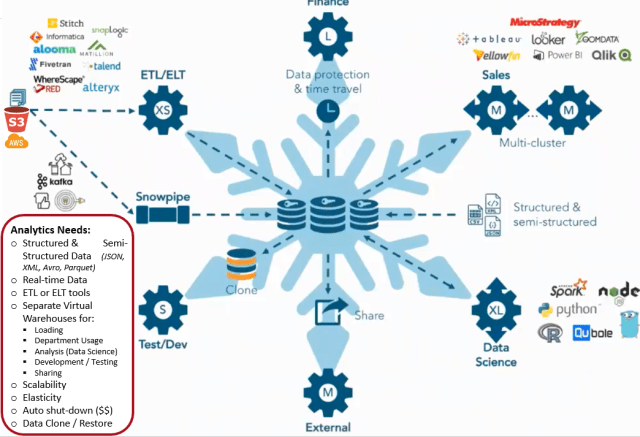 Finance
L
Data protection
& time travel
Stitch
snaplogic
Informatica
alooma
MATILLION
Fivetran
talend
WhereScape
RED
alteryx
ETL/ELT
XS
S3
AWS
MicroStrategy
+tableau
looker
ZOOMDATA
Yellowfin
Power BI
Qlik
Sales
M
...
M
Multi-cluster
kafka
Snowpipe
XML
CSV
JSON
Structured &
semi-structured
Analytics Needs:
o Structured & Semi-
Structured Data (JSON,
XML, Avro, Parquet)
o Real-time Data
o ETL or ELT tools
o Separate Virtual
Warehouses for:
▪ Loading
▪ Department Usage
▪ Analysis (Data Science)
▪ Development / Testing
▪ Sharing
o Scalability
o Elasticity
o Auto shut-down ($$)
o Data Clone / Restore
Clone
S
Test/Dev
Share
M
External
XL
Data
Science
Spark
node
python
R
Qubole